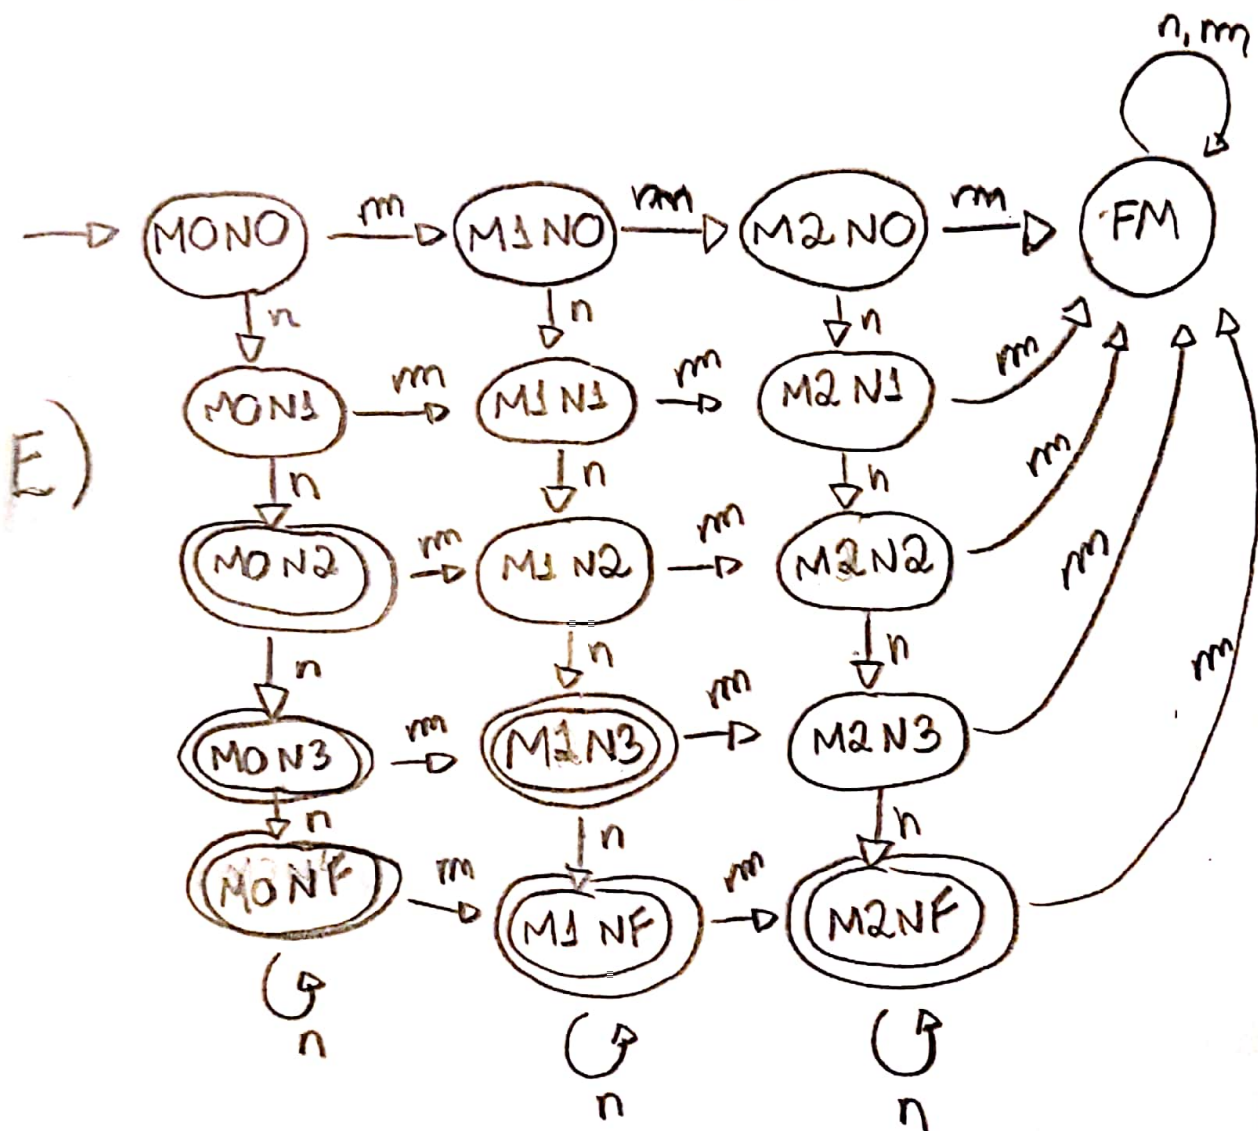 n, m
m m m
M0N0 M1N0 M2N0 FM
n n n
m m m
M0N1 M1N1 M2N1
E)
n n n
m m m
M0N2 M1N2 M2N2
n n n
m m m m
M0N3 M1N3 M2N3
n n n
m m
M0NF M1NF M2NF
n n n